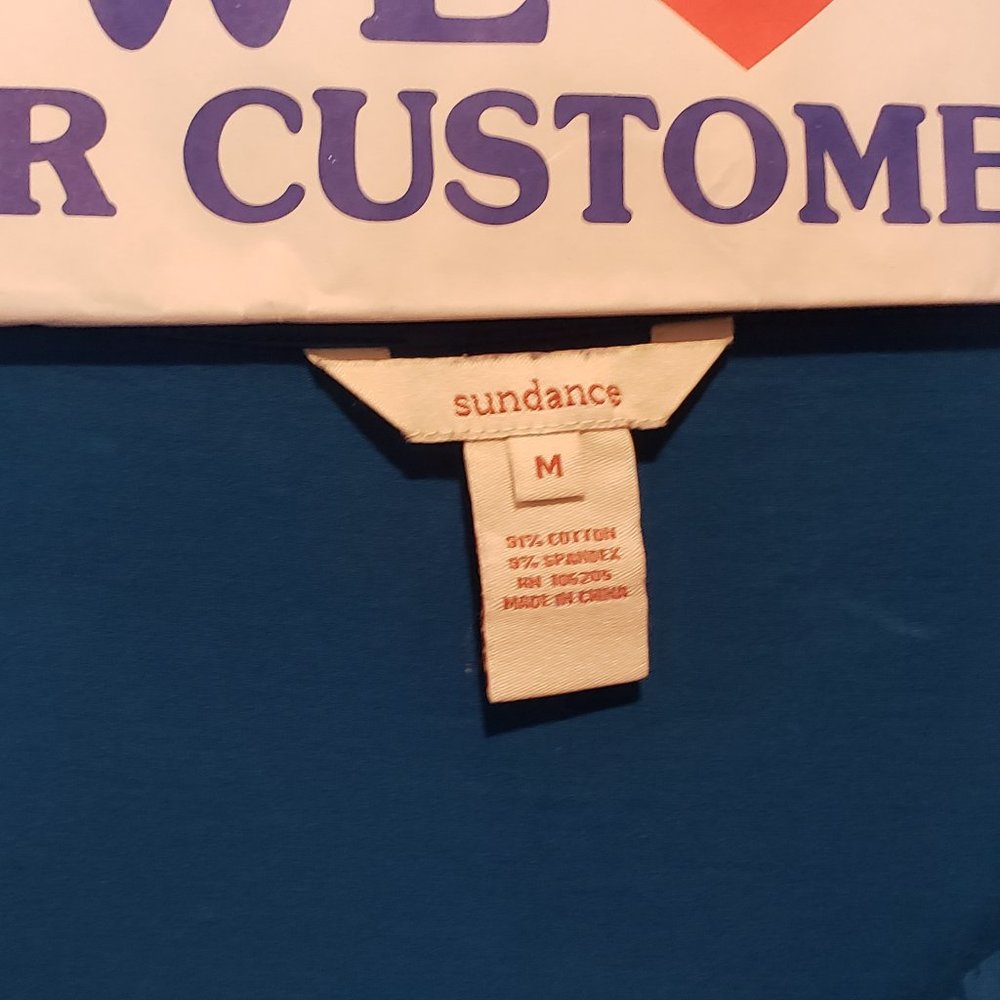 WE
R CUSTOME
sundance
M
91% COTTON
9% SPANDEX
RN 106205
MADE IN CHINA